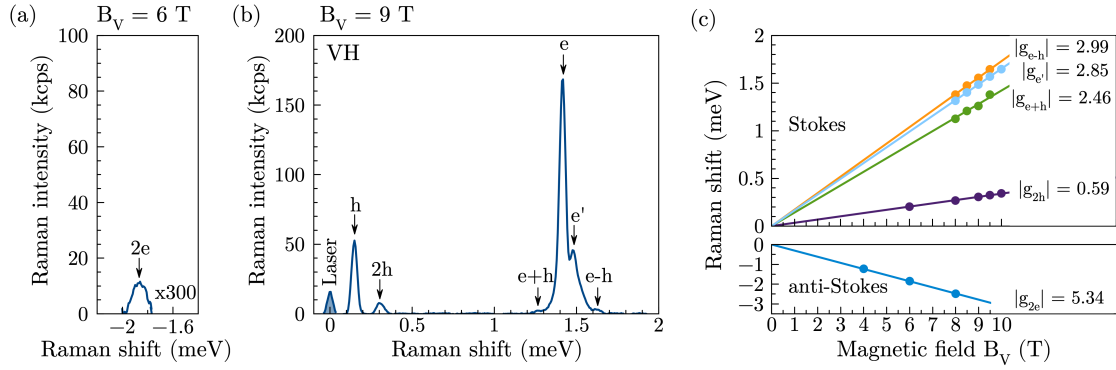 (a)
B_V = 6 T
Raman intensity (kcps)
100
80
60
40
20
0
2e
x300
−2
−1.6
Raman shift (meV)
(b)
B_V = 9 T
VH
Raman intensity (kcps)
200
150
100
50
0
Laser
h
2h
e+h
e
e'
e-h
0
0.5
1
1.5
2
Raman shift (meV)
(c)
Raman shift (meV)
2
1.5
1
0.5
0
Stokes
|g_e-h| = 2.99
|g_e'| = 2.85
|g_e+h| = 2.46
|g_2h| = 0.59
0
−1
−2
−3
anti-Stokes
|g_2e| = 5.34
0 1 2 3 4 5 6 7 8 9 10
Magnetic field B_V (T)